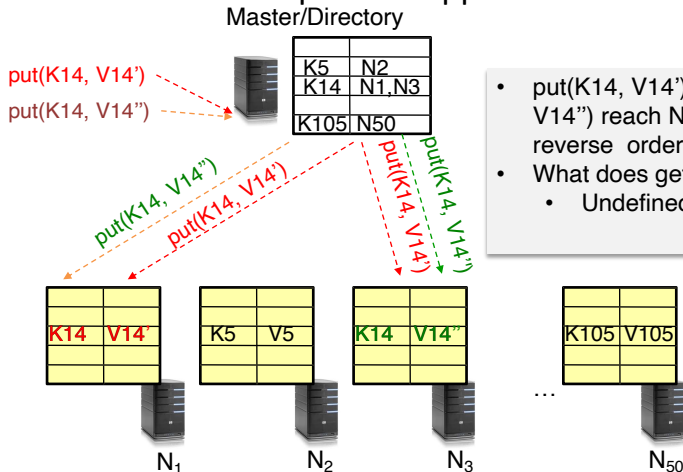 Master/Directory
put(K14, V14')
put(K14, V14'')
K5 N2
K14 N1,N3
K105 N50
• put(K14, V14')
V14'') reach N
reverse order
• What does get
• Undefined
put(K14, V14'')
put(K14, V14')
put(K14, V14')
put(K14, V14'')
K14 V14'
K5 V5
K14 V14''
K105 V105
...
N1
N2
N3
N50